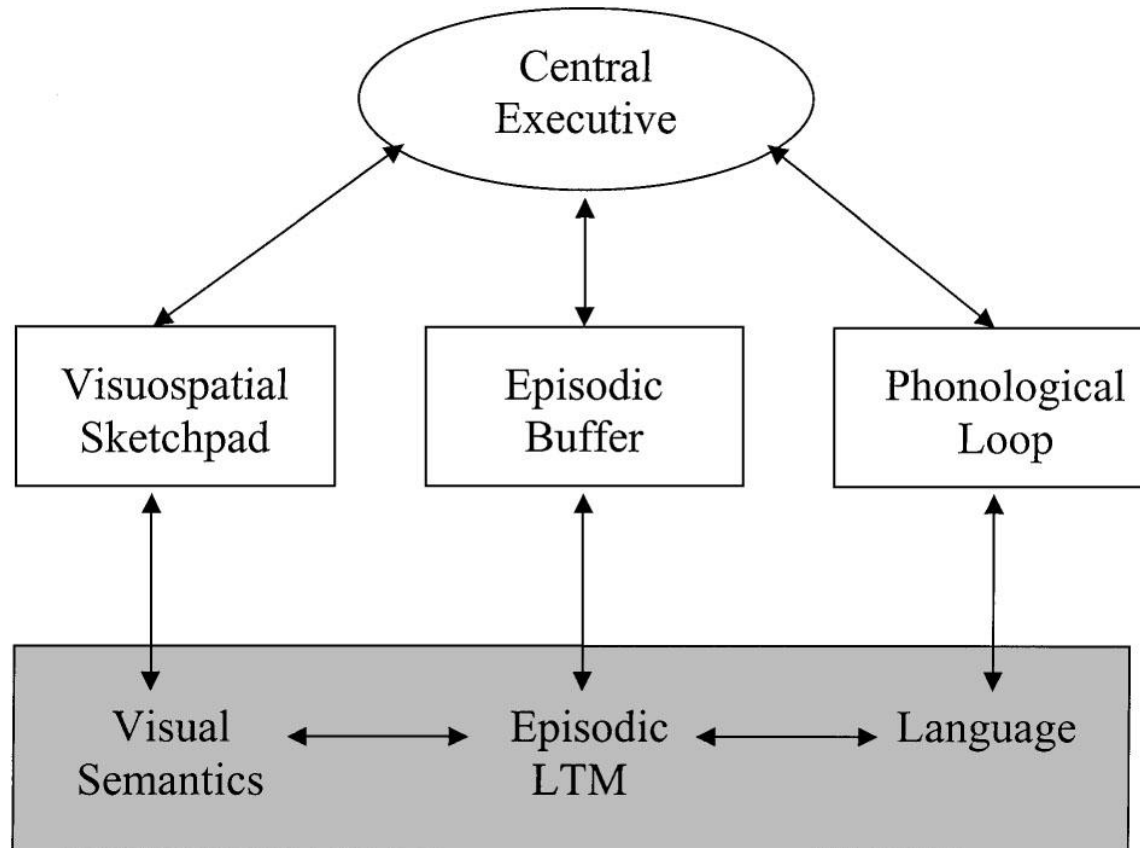 Central
Executive
Visuospatial
Sketchpad
Episodic
Buffer
Phonological
Loop
Visual
Semantics
Episodic
LTM
Language